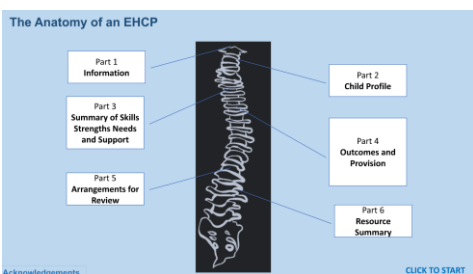 The Anatomy of an EHCP
Part 1
Information
Part 2
Child Profile
Part 3
Summary of Skills
Strengths Needs
and Support
Part 4
Outcomes and
Provision
Part 5
Arrangements for
Review
Part 6
Resource
Summary
Acknowledgements
CLICK TO START